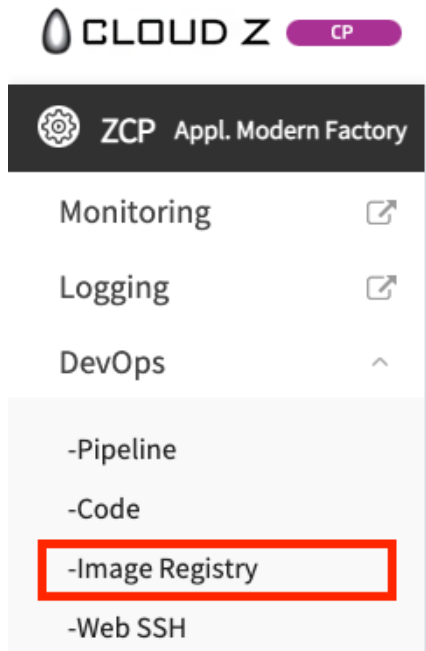 CLOUD Z CP
ZCP Appl. Modern Factory
Monitoring
Logging
DevOps
-Pipeline
-Code
-Image Registry
-Web SSH